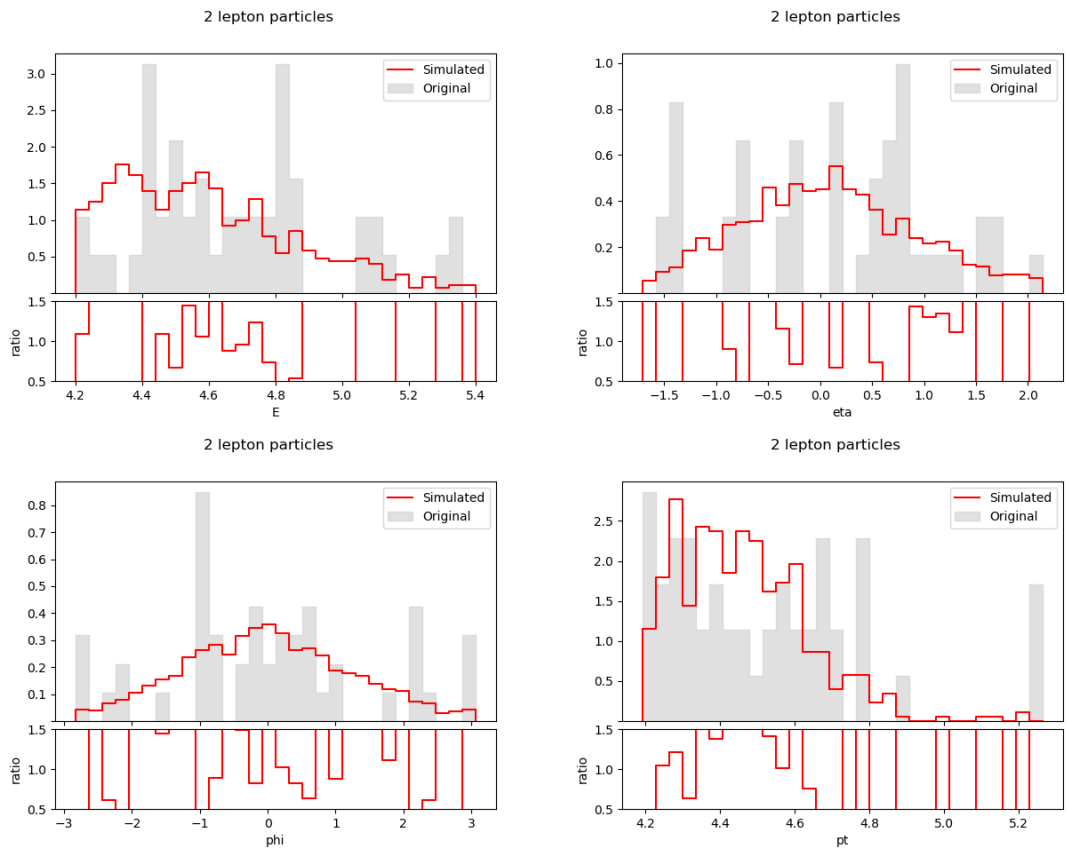 2 lepton particles
2 lepton particles
3.0
2.5
2.0
1.5
1.0
0.5
Simulated
Original
1.5
1.0
0.5
ratio
4.2 4.4 4.6 4.8 5.0 5.2 5.4
E
1.0
0.8
0.6
0.4
0.2
Simulated
Original
1.5
1.0
0.5
ratio
−1.5 −1.0 −0.5 0.0 0.5 1.0 1.5 2.0
eta
2 lepton particles
2 lepton particles
0.8
0.7
0.6
0.5
0.4
0.3
0.2
0.1
Simulated
Original
1.5
1.0
0.5
ratio
−3 −2 −1 0 1 2 3
phi
2.5
2.0
1.5
1.0
0.5
Simulated
Original
1.5
1.0
0.5
ratio
4.2 4.4 4.6 4.8 5.0 5.2
pt